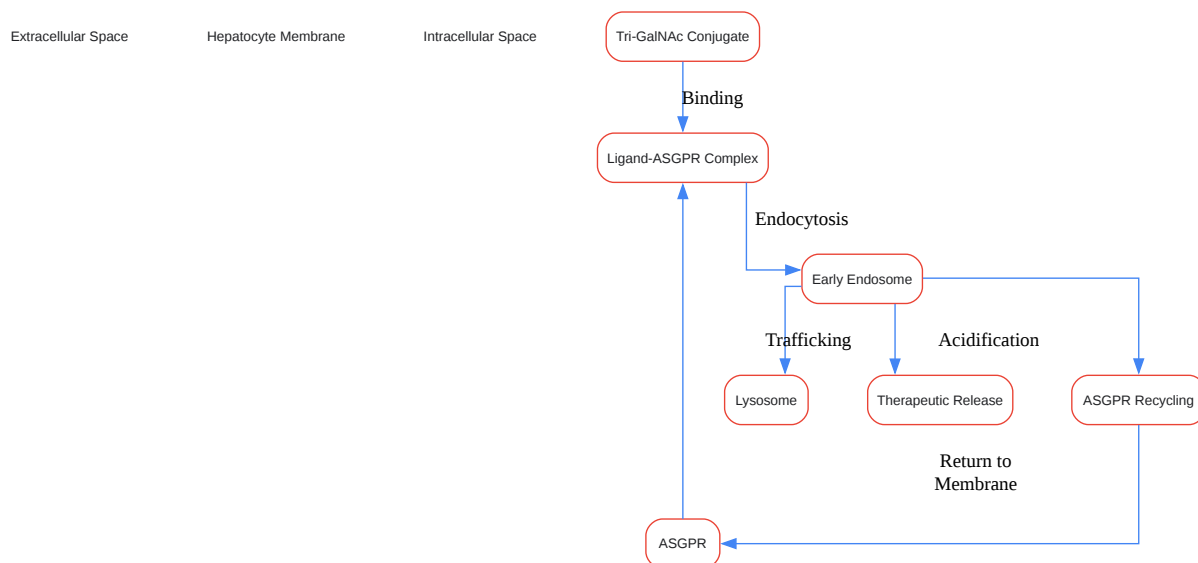 Extracellular Space
Hepatocyte Membrane
Intracellular Space
Tri-GalNAc Conjugate
Binding
Ligand-ASGPR Complex
Endocytosis
Early Endosome
Trafficking
Acidification
Lysosome
Therapeutic Release
ASGPR Recycling
Return to
Membrane
ASGPR